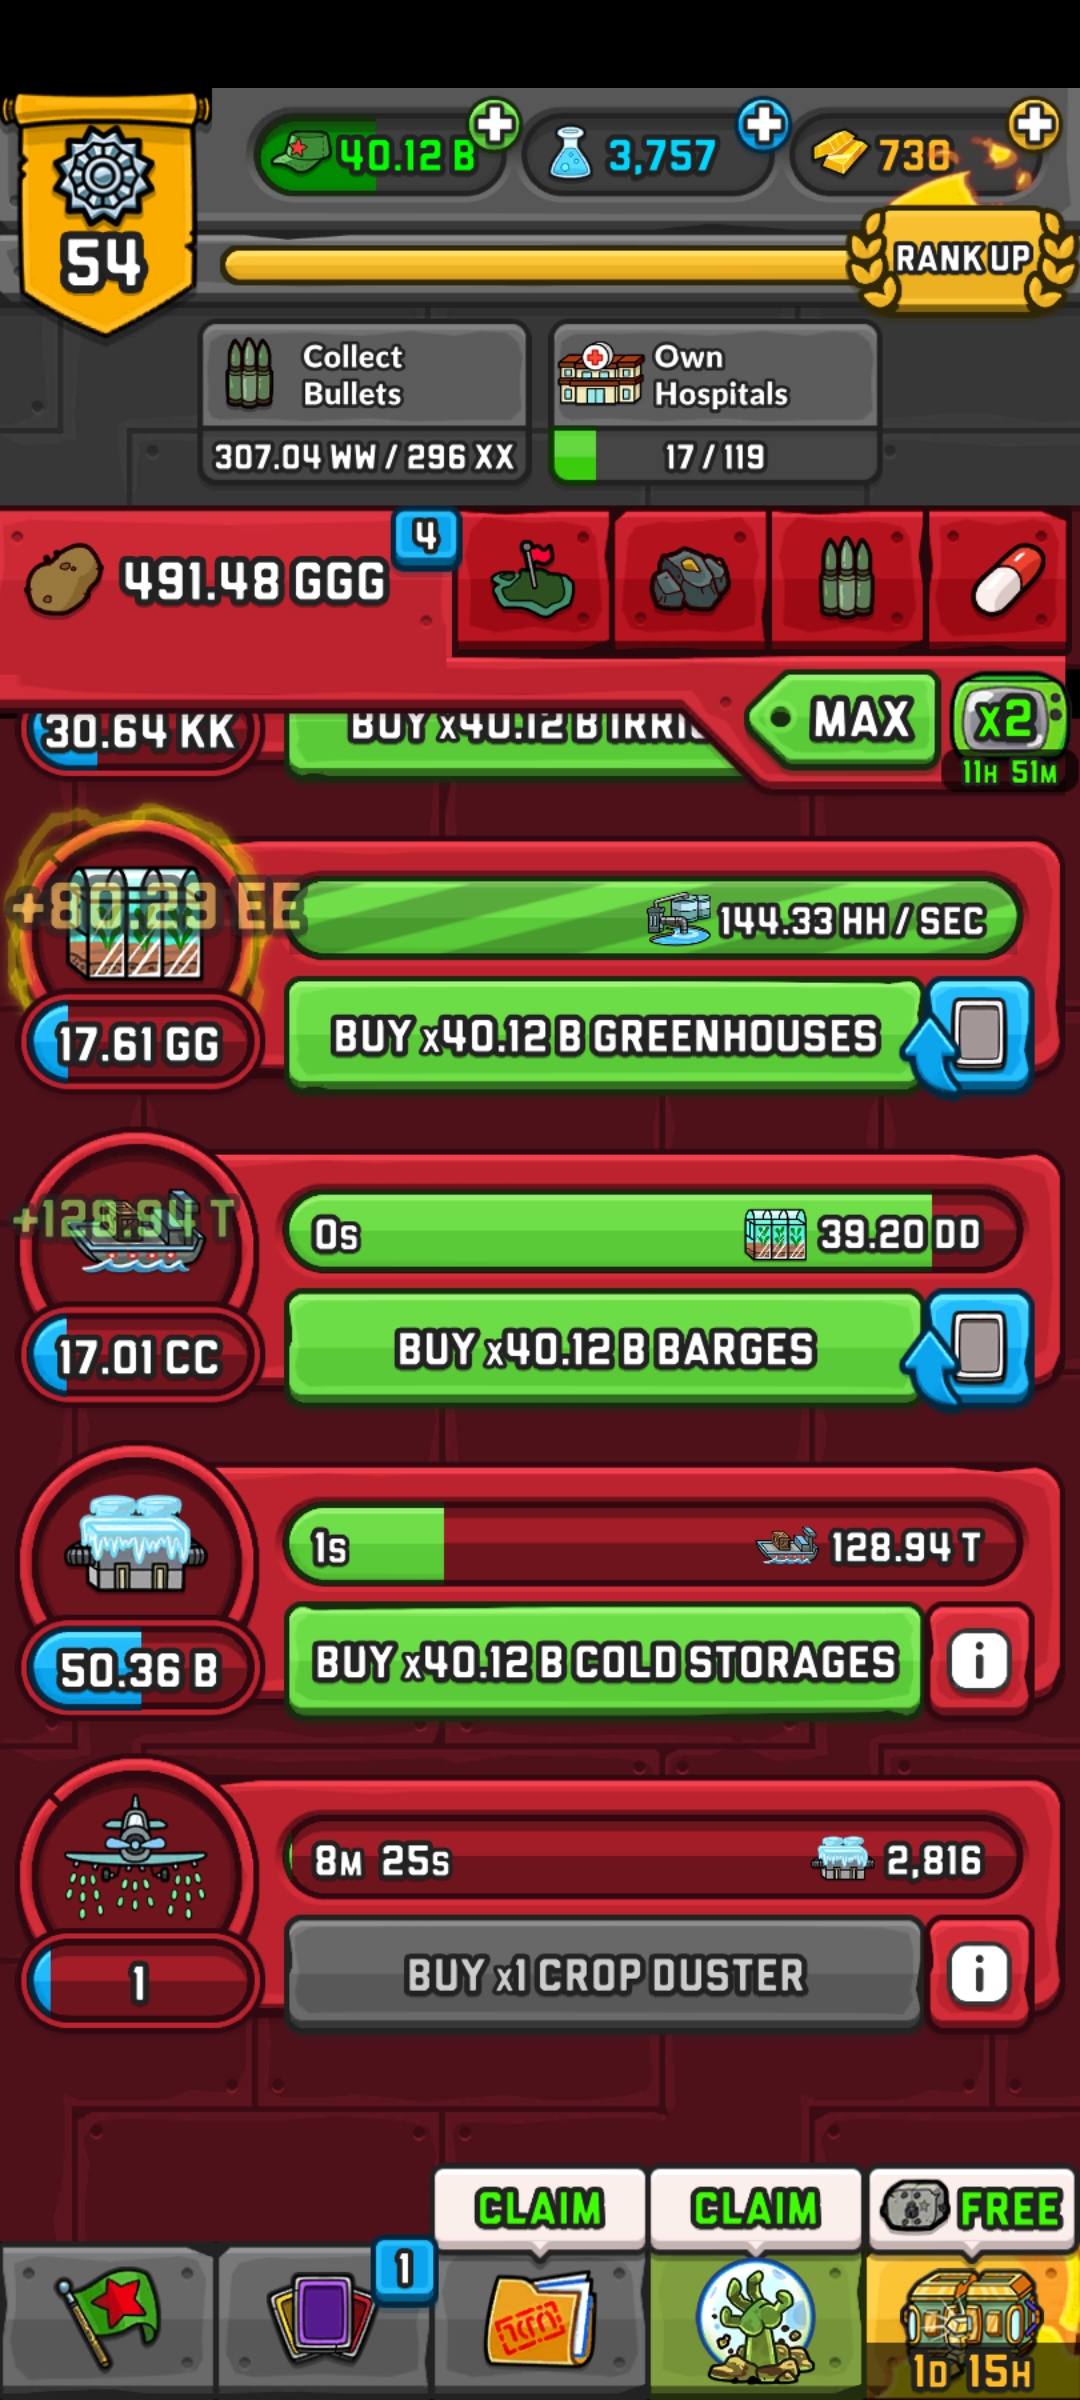 54
40.12 B
3,757
738
RANK UP
Collect
Bullets
307.04 WW / 296 XX
Own
Hospitals
17 / 119
491.48 GGG
4
MAX
x2
11H 51M
30.64 KK
BUY x40.12 B
+80.29 EE
144.33 HH / SEC
17.61 GG
BUY x40.12 B GREENHOUSES
+128.94 T
0s
39.20 DD
17.01 CC
BUY x40.12 B BARGES
1s
128.94 T
50.36 B
BUY x40.12 B COLD STORAGES
i
8M 25s
2,816
1
BUY x1 CROP DUSTER
i
CLAIM
CLAIM
FREE
1
1D 15H